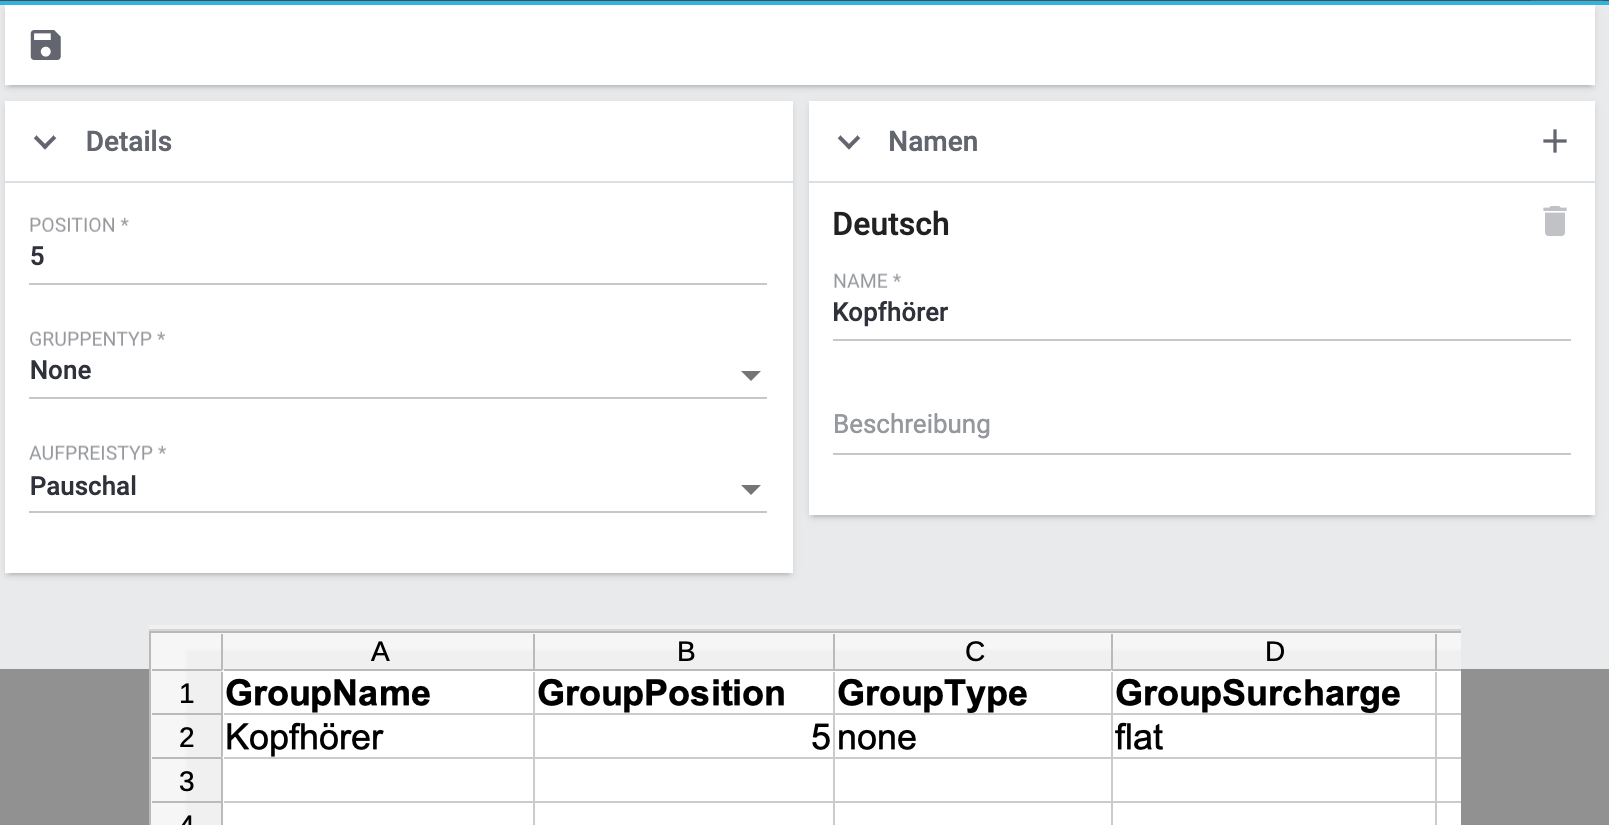 Details
POSITION *
5
GRUPPENTYP *
None
AUFPREISTYP *
Pauschal
Namen
Deutsch
NAME *
Kopfhörer
Beschreibung
A B C D
1 GroupName GroupPosition GroupType GroupSurcharge
2 Kopfhörer 5 none flat
3
4